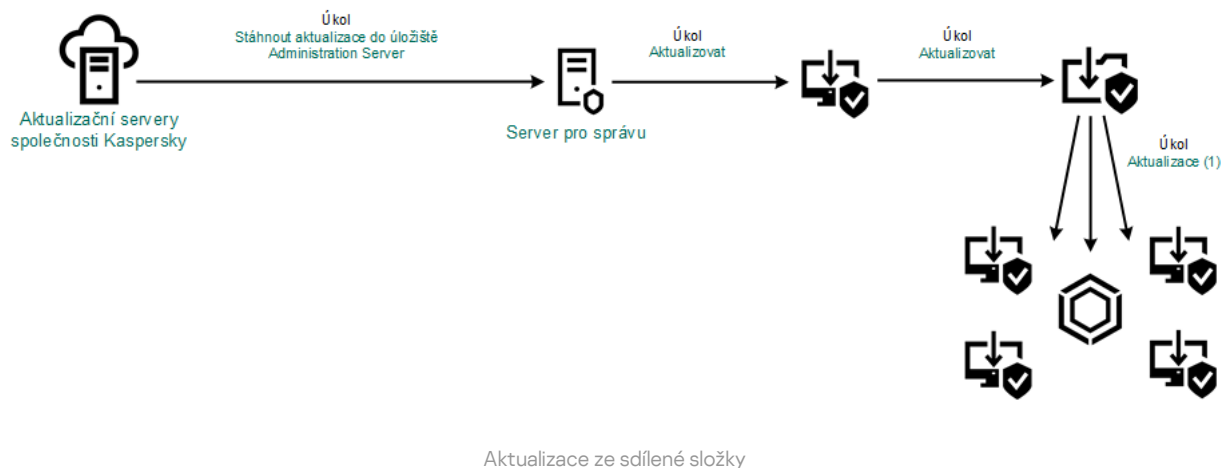 Úkol
Stáhnout aktualizace do úložiště
Administration Server
Úkol
Aktualizovat
Úkol
Aktualizovat
Aktualizační servery
společnosti Kaspersky
Server pro správu
Úkol
Aktualizace (1)
Aktualizace ze sdílené složky